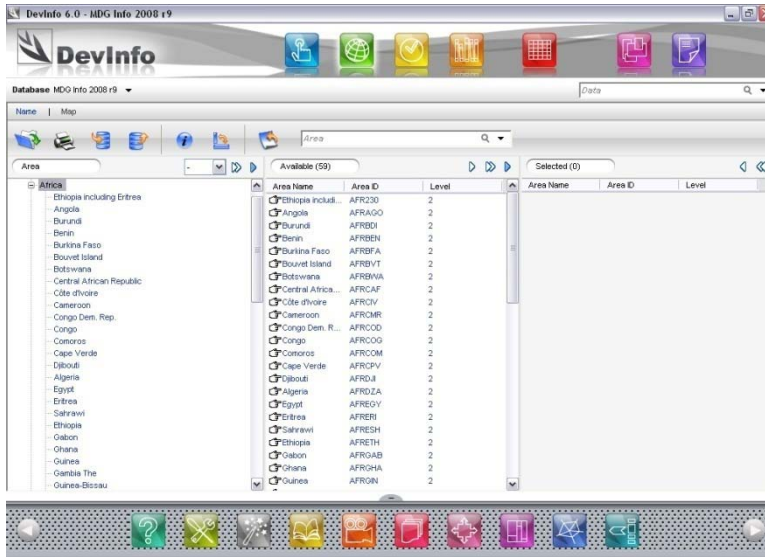 DevInfo 6.0 - MDG Info 2008 r9
DevInfo
Database MDG Info 2008 r9
Data
Name | Map
Area
Area
-
Available (59)
Selected (0)
Africa
Ethiopia including Eritrea
Angola
Burundi
Benin
Burkina Faso
Bouvet Island
Botswana
Central African Republic
Côte d'Ivoire
Cameroon
Congo Dem. Rep.
Congo
Comoros
Cape Verde
Djibouti
Algeria
Egypt
Eritrea
Sahrawi
Ethiopia
Gabon
Ghana
Guinea
Gambia The
Guinea-Bissau
Area Name Area ID Level
Ethiopia includi... AFR230 2
Angola AFRAGO 2
Burundi AFRBDI 2
Benin AFRBEN 2
Burkina Faso AFRBFA 2
Bouvet Island AFRBVT 2
Botswana AFRBWA 2
Central Africa... AFRCAF 2
Côte d'Ivoire AFRCIV 2
Cameroon AFRCMR 2
Congo Dem. R... AFRCOD 2
Congo AFRCOG 2
Comoros AFRCOM 2
Cape Verde AFRCPV 2
Djibouti AFRDJI 2
Algeria AFRDZA 2
Egypt AFREGY 2
Eritrea AFRERI 2
Sahrawi AFRESH 2
Ethiopia AFRETH 2
Gabon AFRGAB 2
Ghana AFRGHA 2
Guinea AFRGIN 2
Area Name Area ID Level